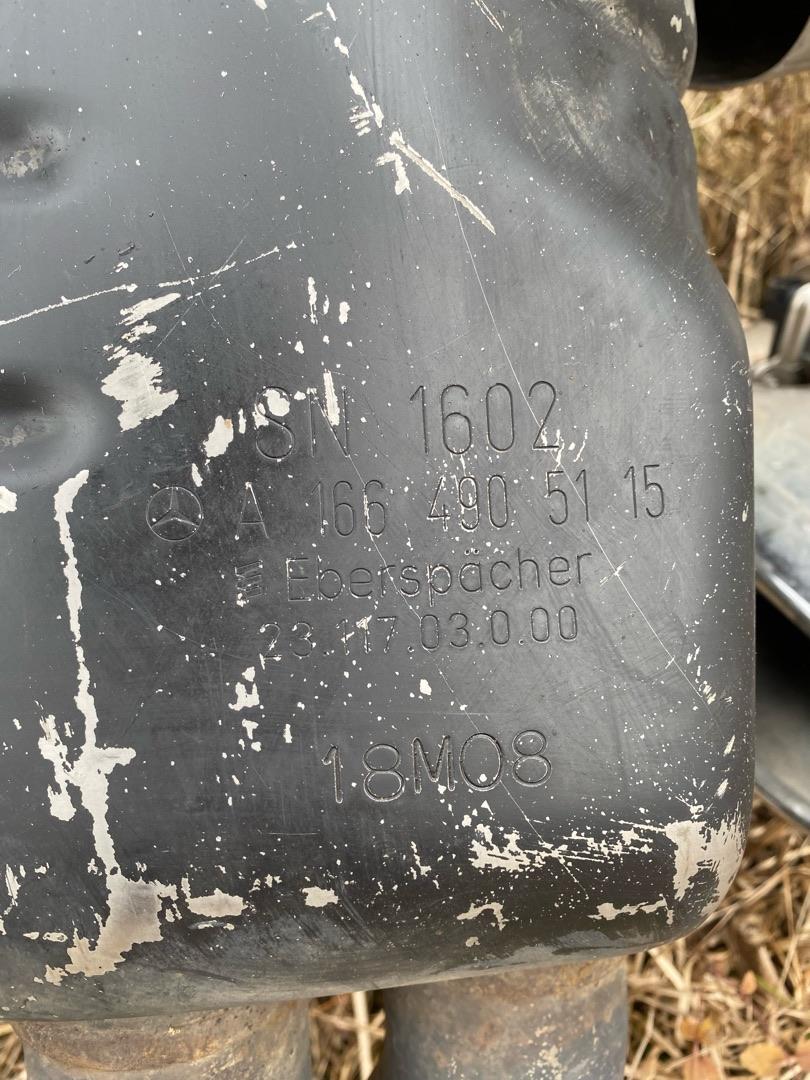 SN 1602
A 166 490 51 15
Eberspächer
23.117.03.0.00
18M08